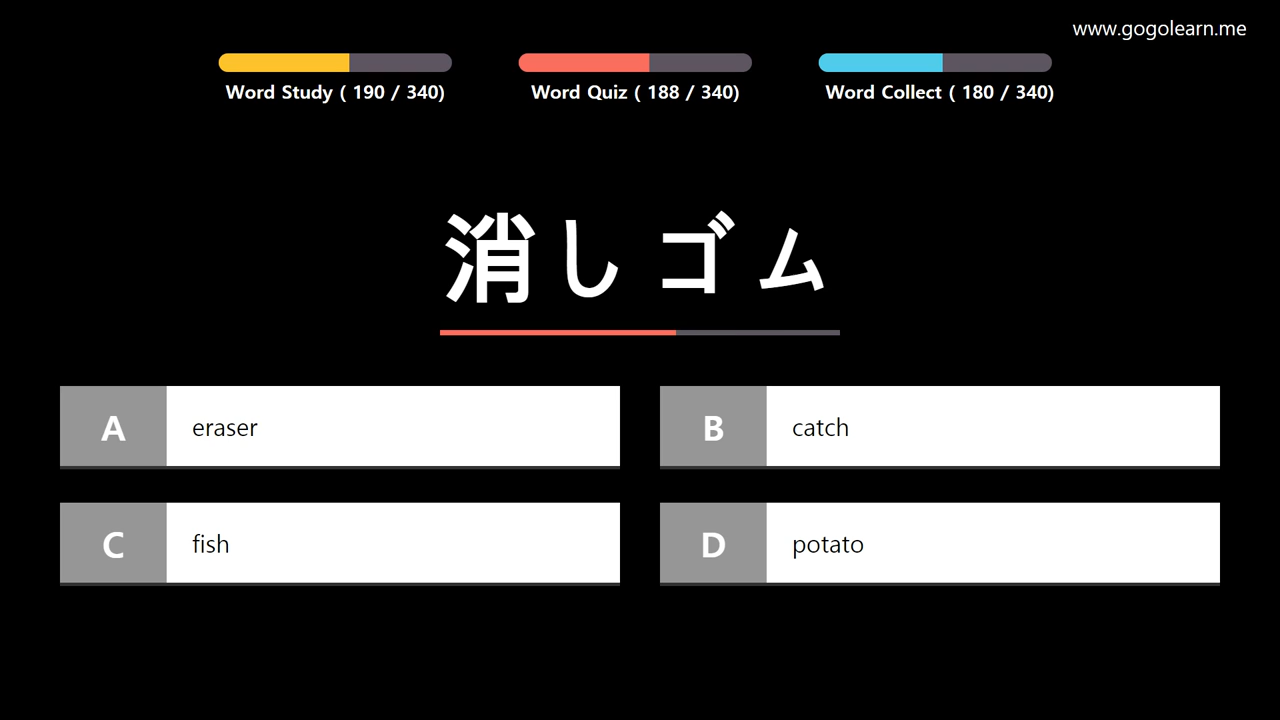 www.gogolearn.me
Word Study ( 190 / 340)
Word Quiz ( 188 / 340)
Word Collect ( 180 / 340)
消しゴム
A eraser
B catch
C fish
D potato